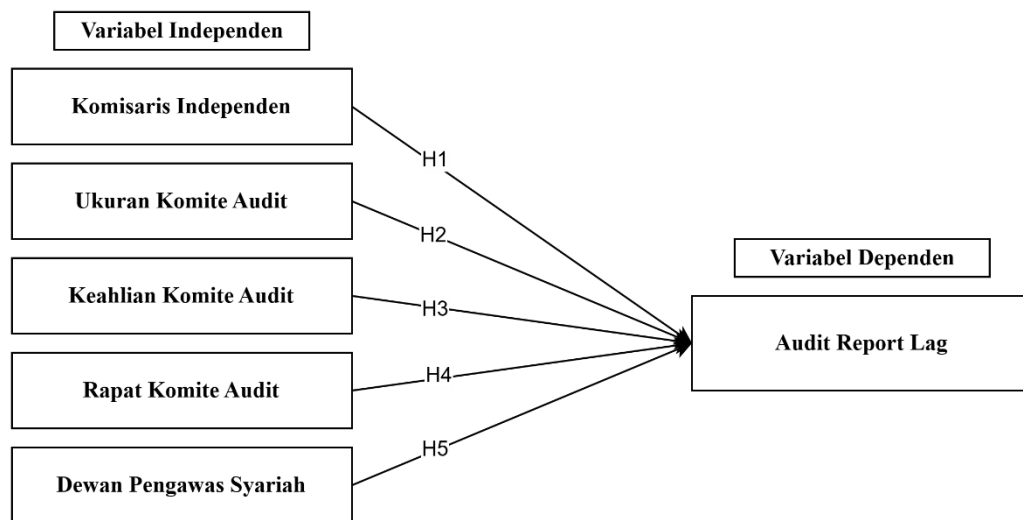 Variabel Independen
Komisaris Independen
H1
Ukuran Komite Audit
H2
Variabel Dependen
Keahlian Komite Audit
H3
Audit Report Lag
Rapat Komite Audit
H4
H5
Dewan Pengawas Syariah